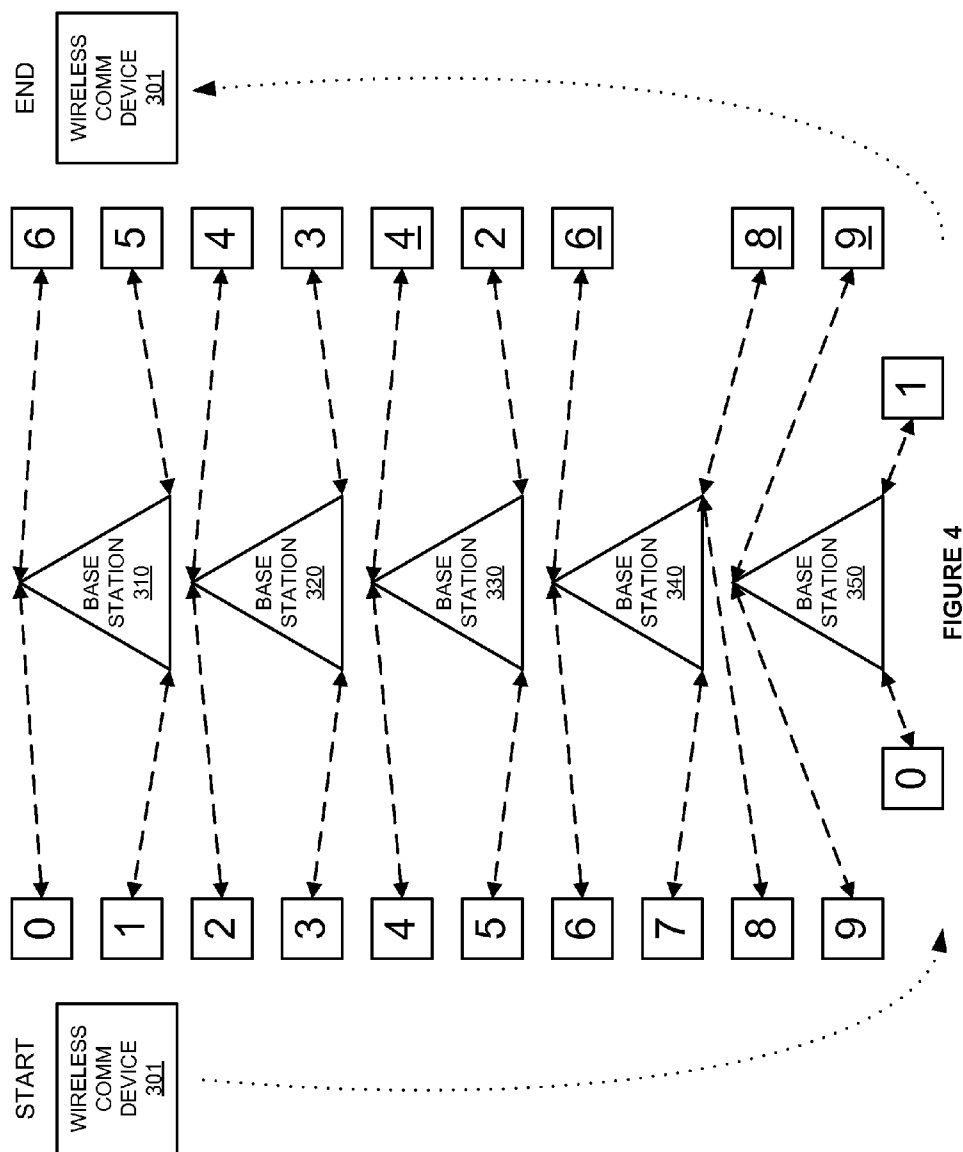 START
END
WIRELESS
COMM
DEVICE
301
WIRELESS
COMM
DEVICE
301
0
6
1
5
BASE
STATION
310
2
4
3
3
BASE
STATION
320
4
4
5
2
BASE
STATION
330
6
6
7
BASE
STATION
340
8
8
9
9
BASE
STATION
350
0
1
FIGURE 4